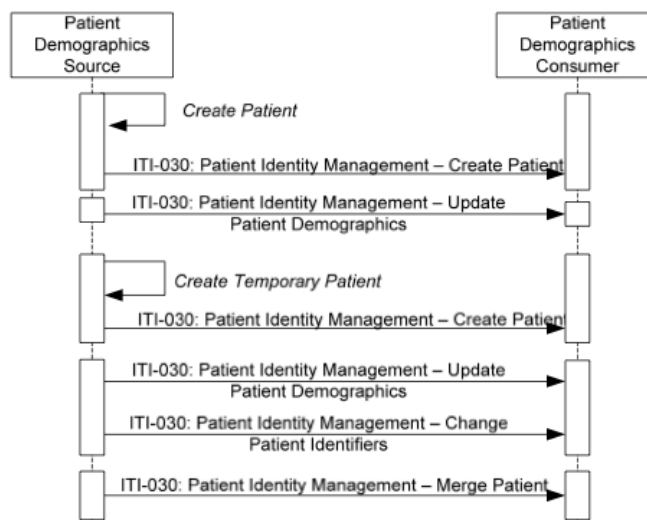 Patient
Demographics
Source
Patient
Demographics
Consumer
Create Patient
ITI-030: Patient Identity Management – Create Patient
ITI-030: Patient Identity Management – Update
Patient Demographics
Create Temporary Patient
ITI-030: Patient Identity Management – Create Patient
ITI-030: Patient Identity Management – Update
Patient Demographics
ITI-030: Patient Identity Management – Change
Patient Identifiers
ITI-030: Patient Identity Management – Merge Patient